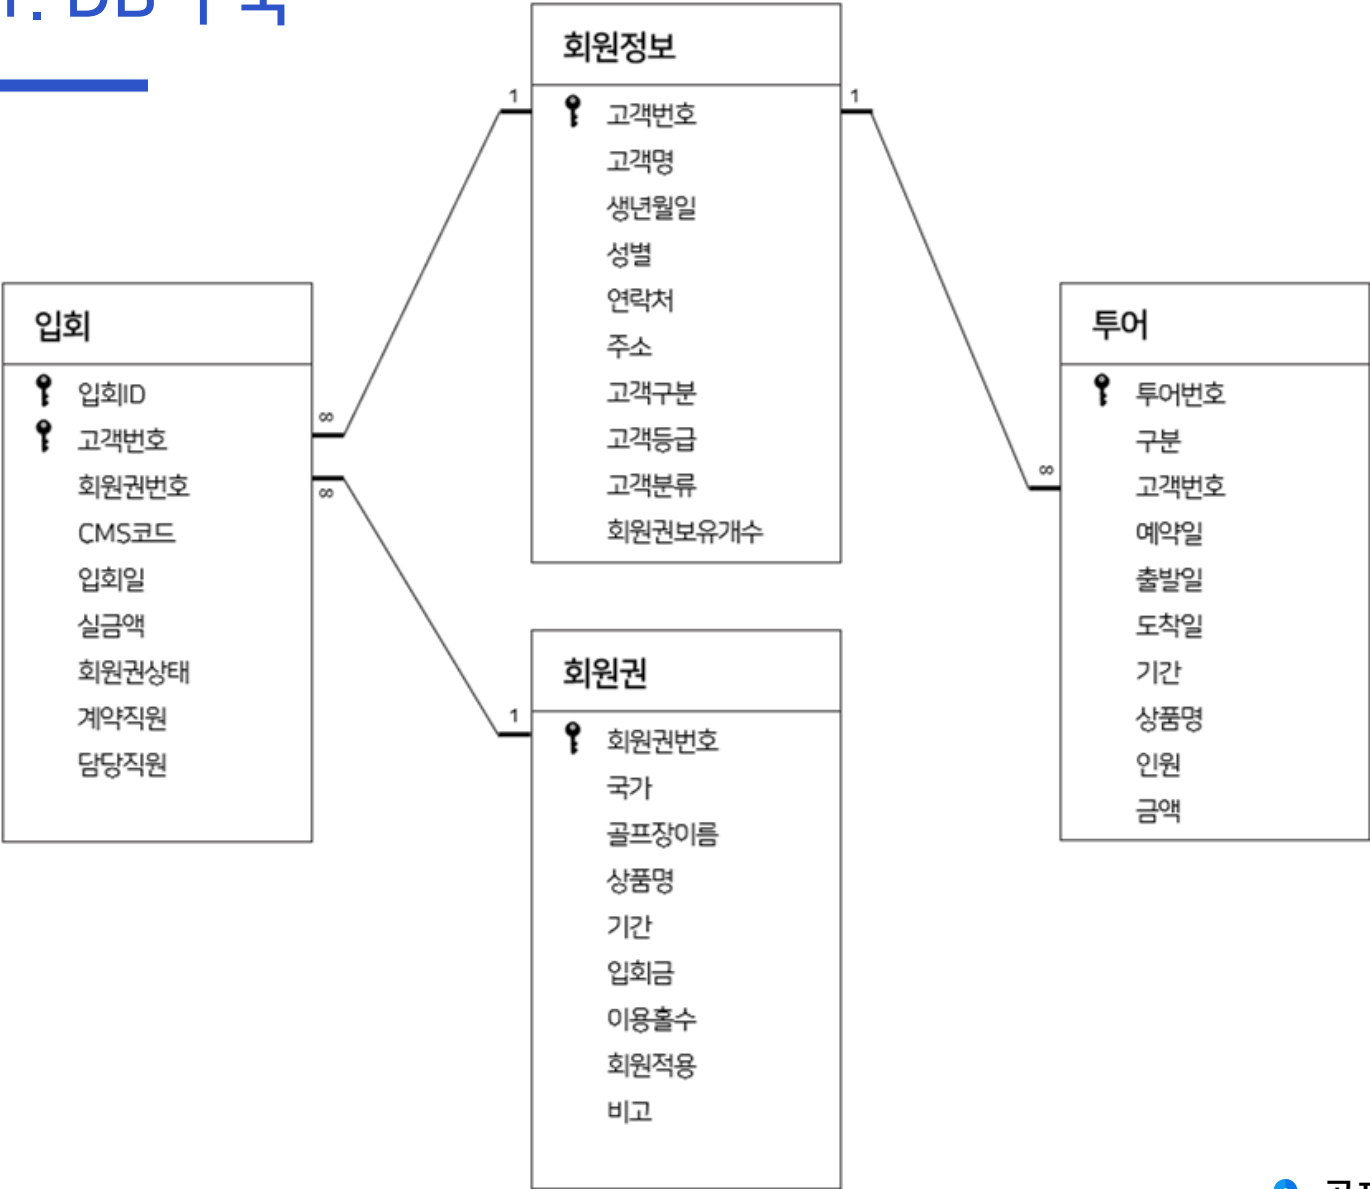 회원정보
1
1
고객번호
고객명
생년월일
성별
연락처
주소
고객구분
고객등급
고객분류
회원권보유개수
입회
입회ID
고객번호
회원권번호
CMS코드
입회일
실금액
회원권상태
계약직원
담당직원
∞
∞
투어
투어번호
구분
고객번호
예약일
출발일
도착일
기간
상품명
인원
금액
∞
회원권
1
회원권번호
국가
골프장이름
상품명
기간
입회금
이용홀수
회원적용
비고